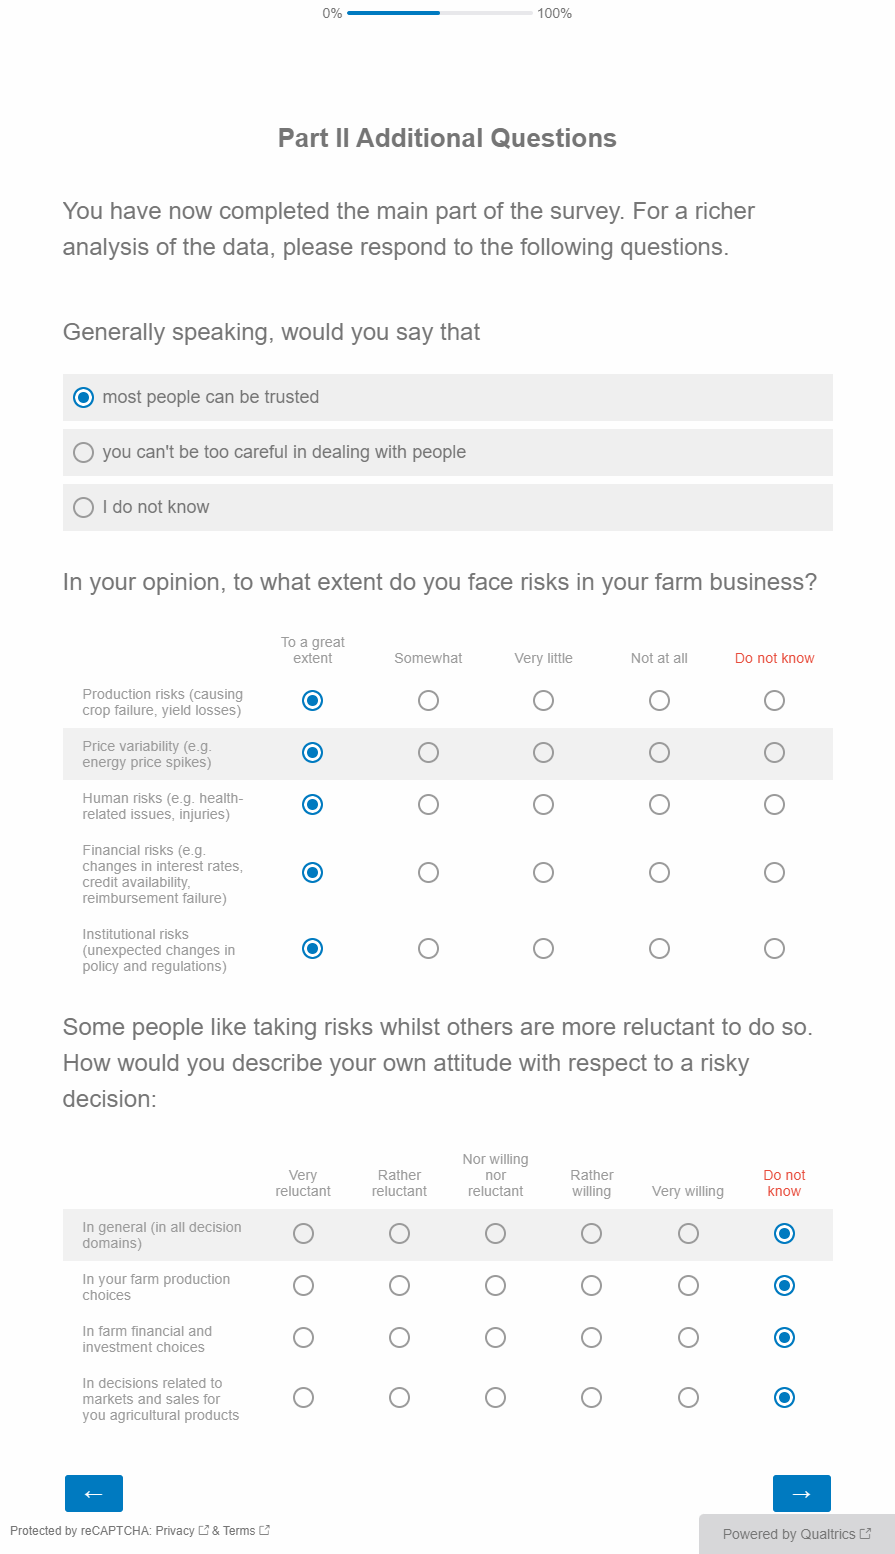 0% 100%
Part II Additional Questions
You have now completed the main part of the survey. For a richer
analysis of the data, please respond to the following questions.
Generally speaking, would you say that
most people can be trusted
you can't be too careful in dealing with people
I do not know
In your opinion, to what extent do you face risks in your farm business?
To a great
extent
Somewhat
Very little
Not at all
Do not know
Production risks (causing
crop failure, yield losses)
Price variability (e.g.
energy price spikes)
Human risks (e.g. health-
related issues, injuries)
Financial risks (e.g.
changes in interest rates,
credit availability,
reimbursement failure)
Institutional risks
(unexpected changes in
policy and regulations)
Some people like taking risks whilst others are more reluctant to do so.
How would you describe your own attitude with respect to a risky
decision:
Very
reluctant
Rather
reluctant
Nor willing
nor
reluctant
Rather
willing
Very willing
Do not
know
In general (in all decision
domains)
In your farm production
choices
In farm financial and
investment choices
In decisions related to
markets and sales for
you agricultural products
← →
Protected by reCAPTCHA: Privacy & Terms
Powered by Qualtrics